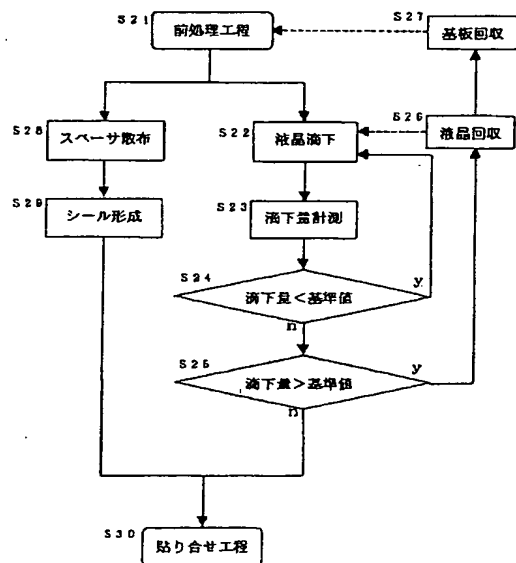 S21
前処理工程
S27
基板回収
S28
スペーサ散布
S22
液晶滴下
S26
液晶回収
S29
シール形成
S23
滴下量計測
S24
滴下量<基準値
y
n
S25
滴下量>基準値
y
n
S30
貼り合せ工程